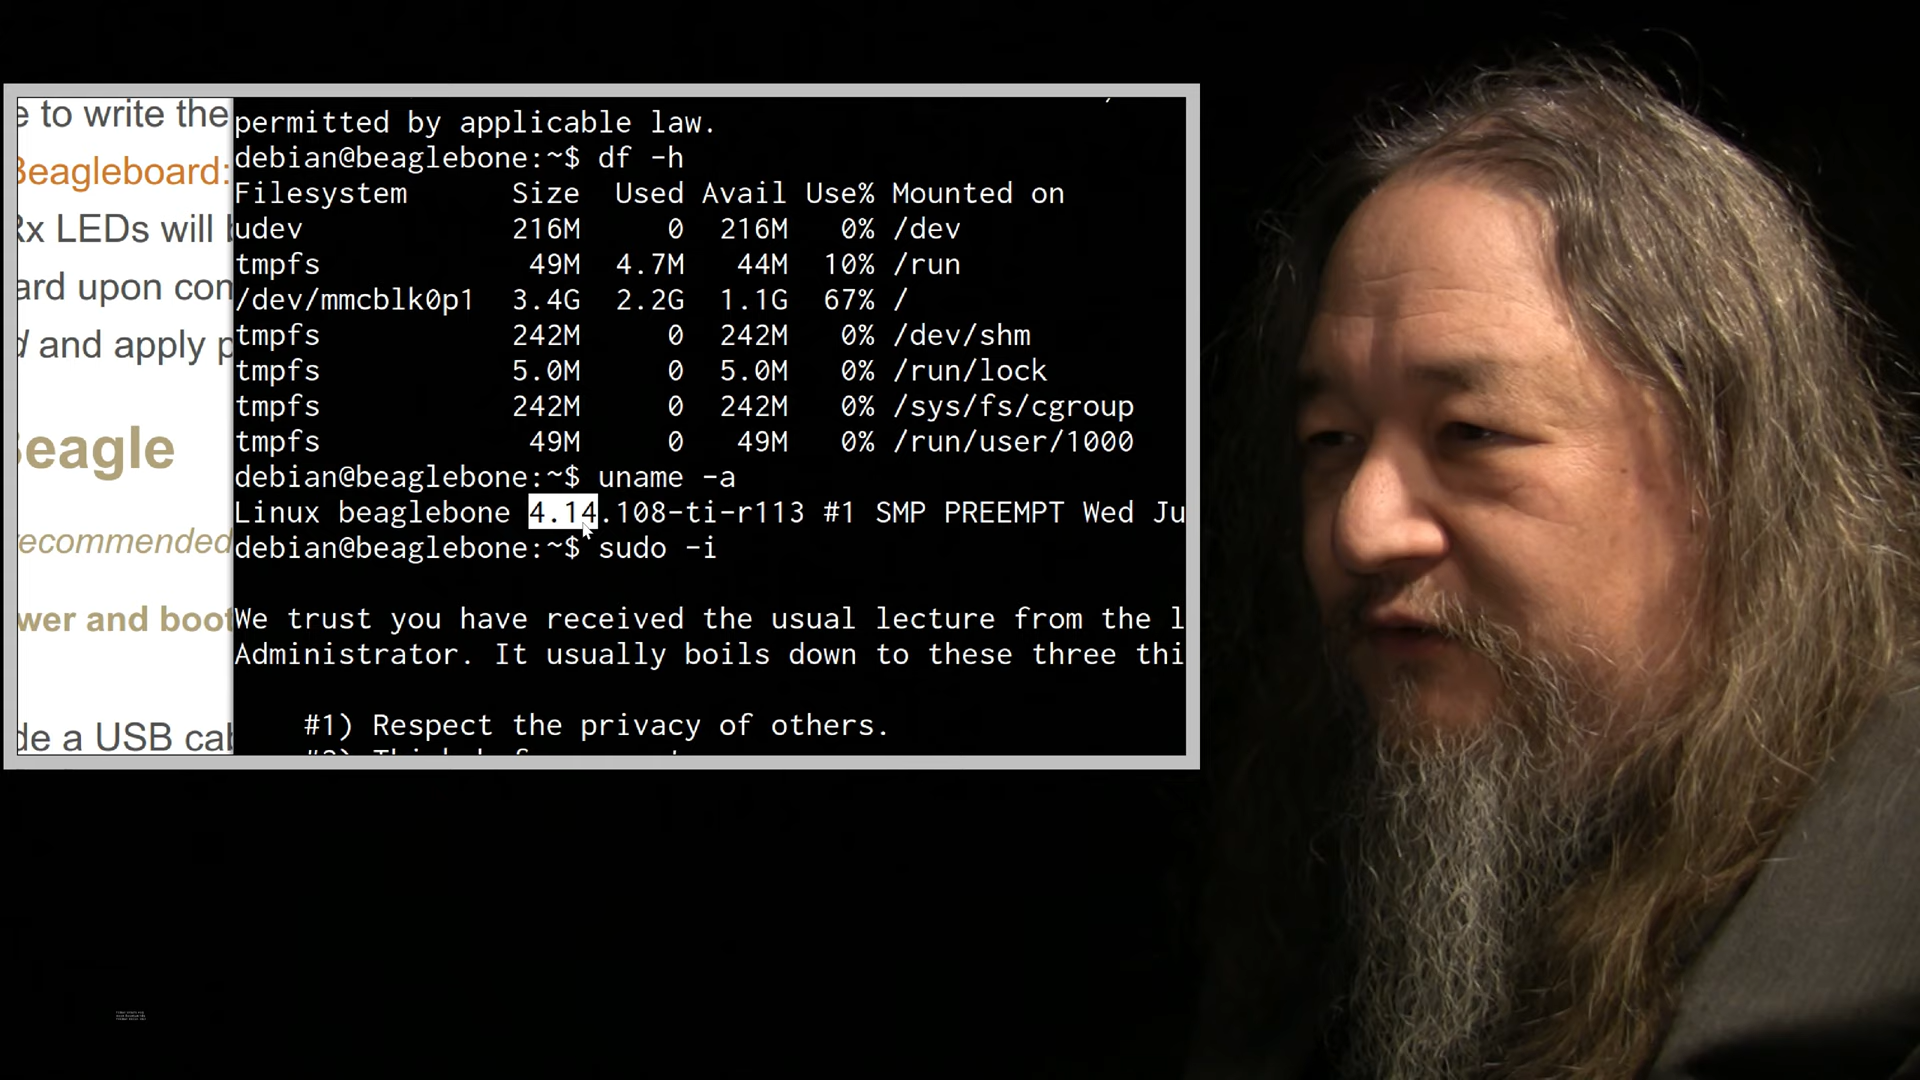 e to write the
Beagleboard:
Rx LEDs will b
ard upon con
d and apply p
Beagle
recommended
wer and boot
de a USB cab
permitted by applicable law.
debian@beaglebone:~$ df -h
Filesystem Size Used Avail Use% Mounted on
udev 216M 0 216M 0% /dev
tmpfs 49M 4.7M 44M 10% /run
/dev/mmcblk0p1 3.4G 2.2G 1.1G 67% /
tmpfs 242M 0 242M 0% /dev/shm
tmpfs 5.0M 0 5.0M 0% /run/lock
tmpfs 242M 0 242M 0% /sys/fs/cgroup
tmpfs 49M 0 49M 0% /run/user/1000
debian@beaglebone:~$ uname -a
Linux beaglebone 4.14.108-ti-r113 #1 SMP PREEMPT Wed Ju
debian@beaglebone:~$ sudo -i
We trust you have received the usual lecture from the l
Administrator. It usually boils down to these three thi
#1) Respect the privacy of others.